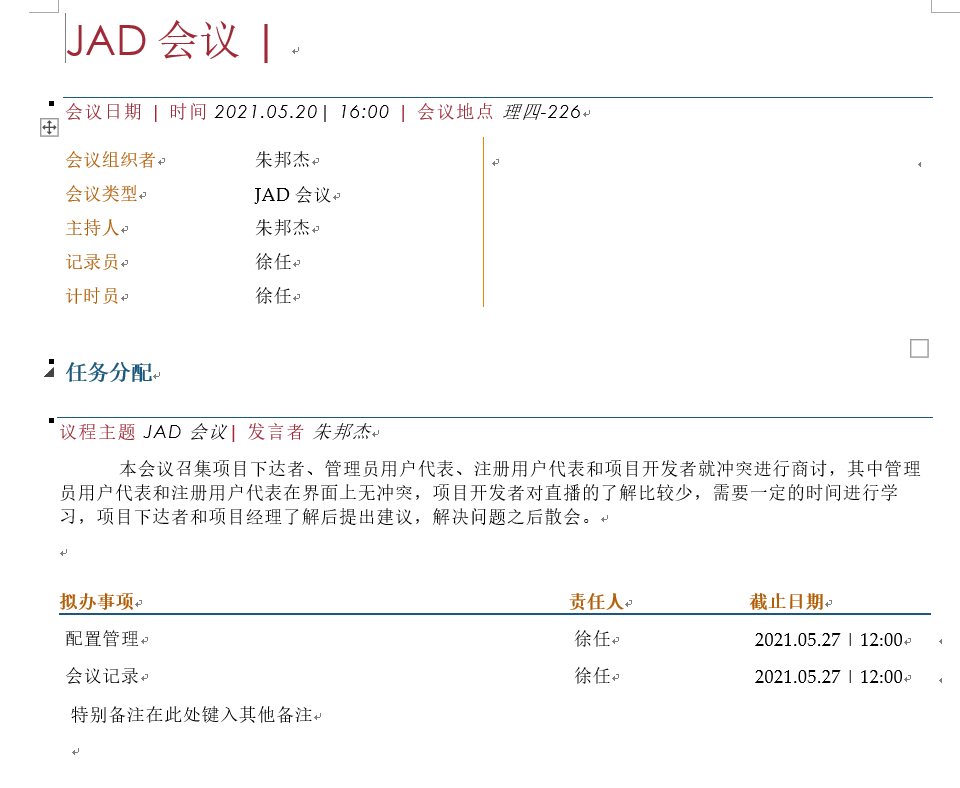 JAD 会议 |
会议日期 | 时间 2021.05.20| 16:00 | 会议地点 理四-226
会议组织者 朱邦杰
会议类型 JAD 会议
主持人 朱邦杰
记录员 徐任
计时员 徐任
任务分配
议程主题 JAD 会议| 发言者 朱邦杰
本会议召集项目下达者、管理员用户代表、注册用户代表和项目开发者就冲突进行商讨，其中管理
员用户代表和注册用户代表在界面上无冲突，项目开发者对直播的了解比较少，需要一定的时间进行学
习，项目下达者和项目经理了解后提出建议，解决问题之后散会。
拟办事项 责任人 截止日期
配置管理 徐任 2021.05.27 | 12:00
会议记录 徐任 2021.05.27 | 12:00
特别备注在此处键入其他备注